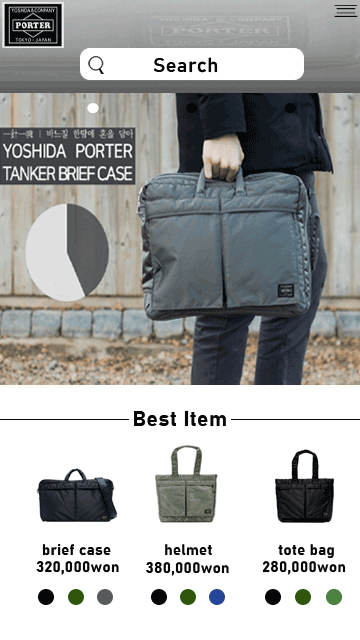 YOSHIDA & COMPANY
PORTER
TOKYO-JAPAN
Search
一針一魂 | 바느질 한땀에 혼을 담아
YOSHIDA PORTER
TANKER BRIEF CASE
Best Item
brief case
320,000won
helmet
380,000won
tote bag
280,000won